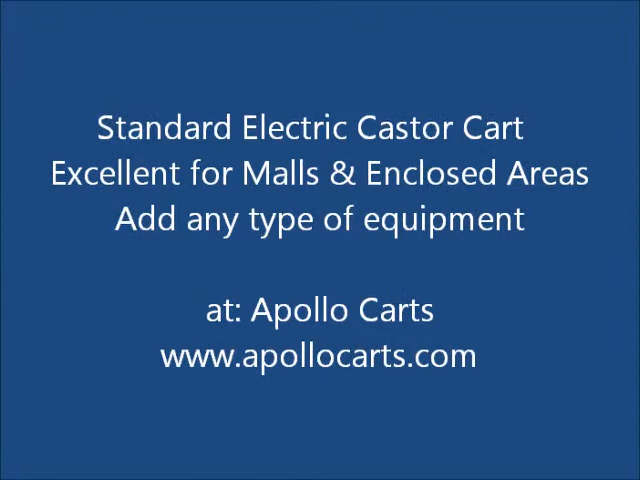 Standard Electric Castor Cart
Excellent for Malls & Enclosed Areas
Add any type of equipment
at: Apollo Carts
www.apollocarts.com